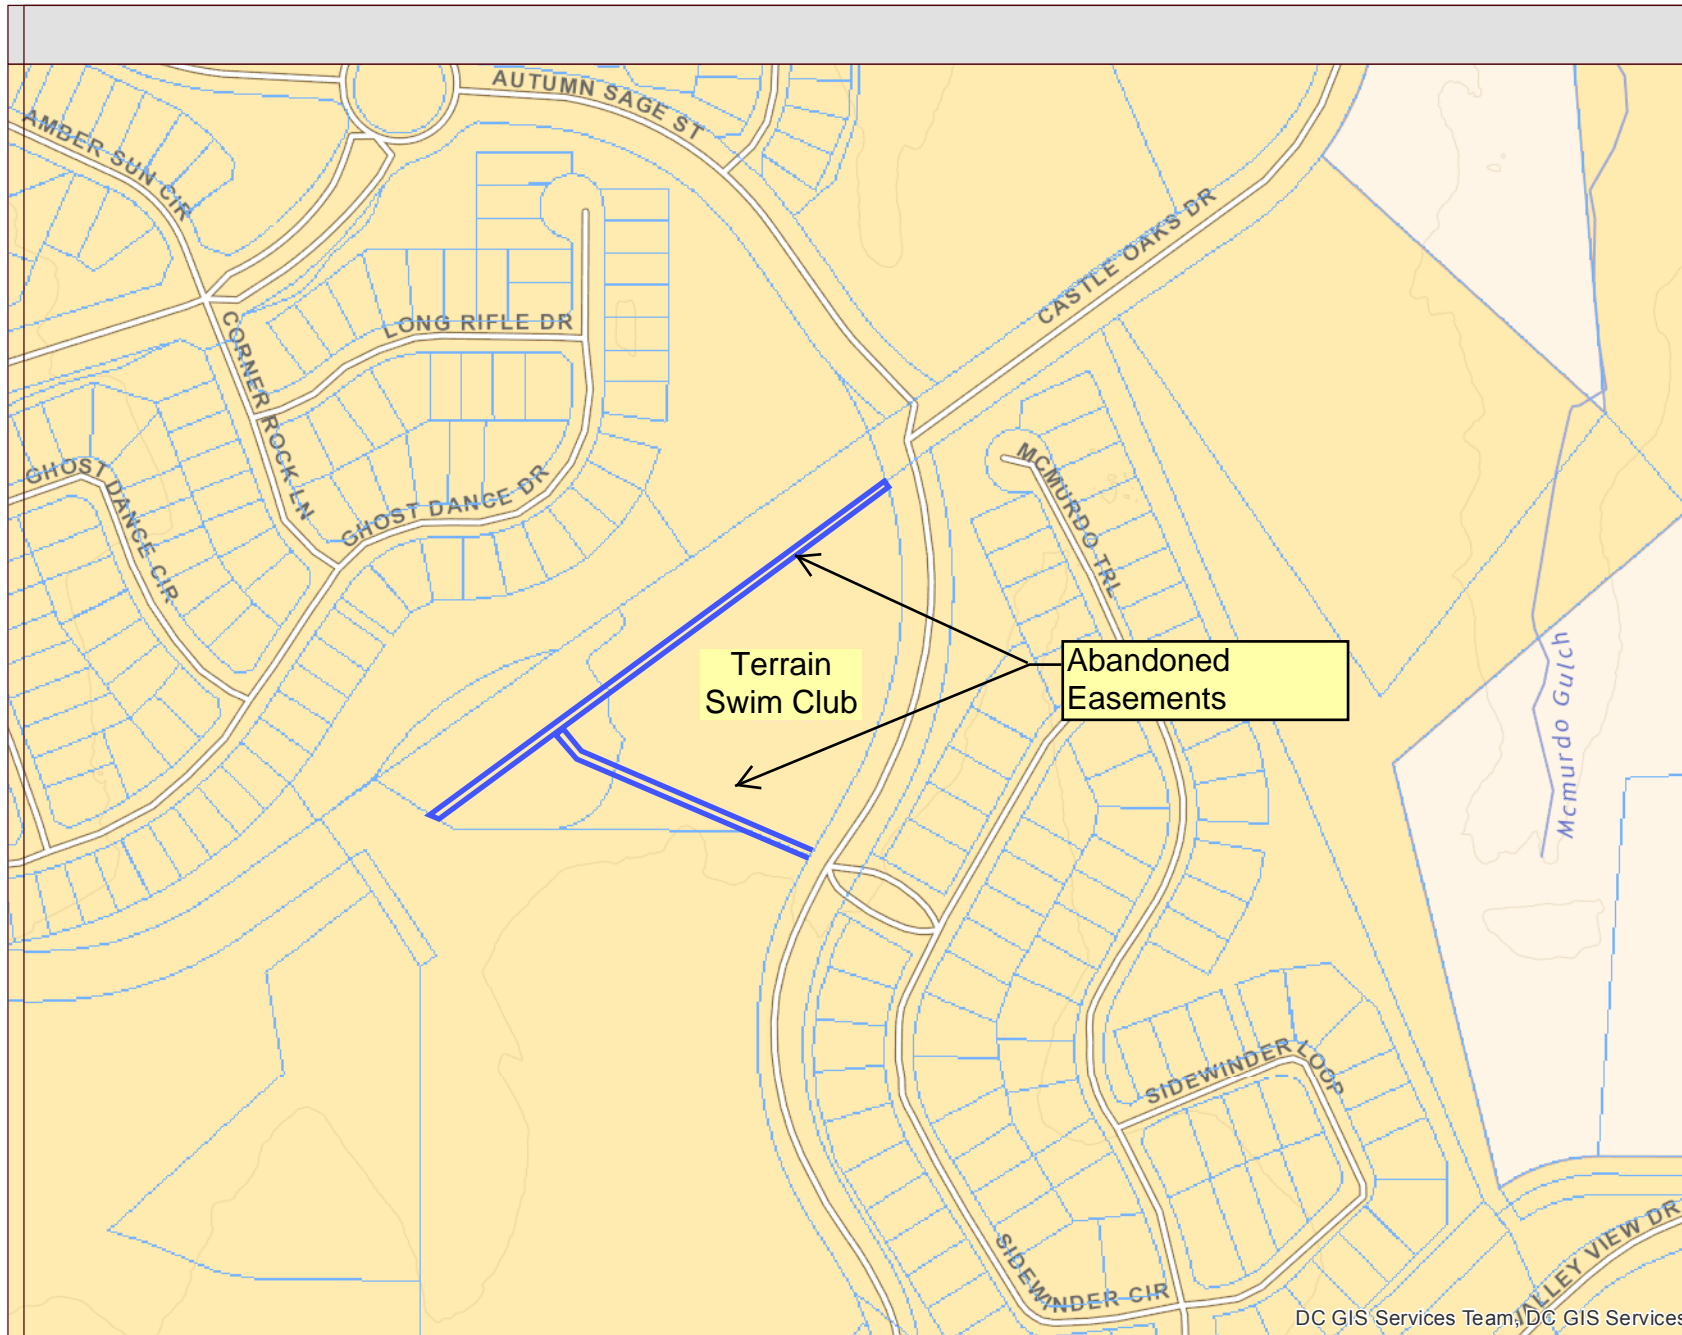 AUTUMN SAGE ST
AMBER SUN CIR
CASTLE OAKS DR
CORNER ROCK LN
LONG RIFLE DR
GHOST DANCE CIR
GHOST DANCE DR
MCMURDO TRL
Terrain
Swim Club
Abandoned
Easements
Mcmurdo Gulch
SIDEWINDER LOOP
SIDEWINDER CIR
VALLEY VIEW DR
DC GIS Services Team, DC GIS Services